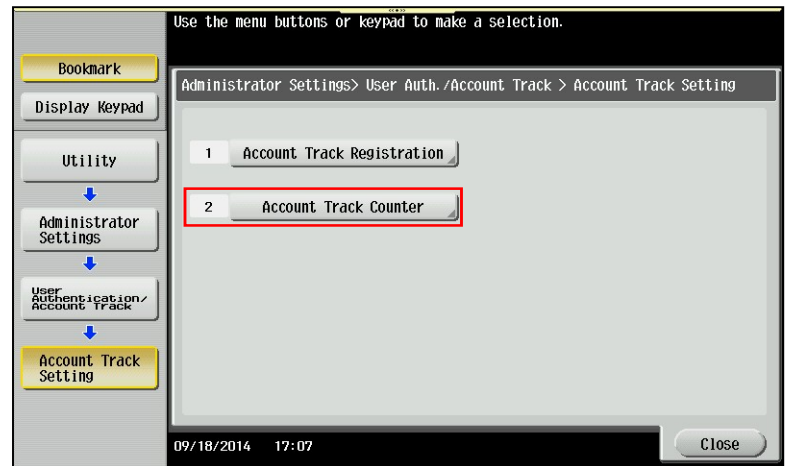 Use the menu buttons or keypad to make a selection.
Bookmark
Display Keypad
Utility
Administrator
Settings
User
Authentication/
Account Track
Account Track
Setting
Administrator Settings> User Auth./Account Track > Account Track Setting
1 Account Track Registration
2 Account Track Counter
09/18/2014 17:07
Close